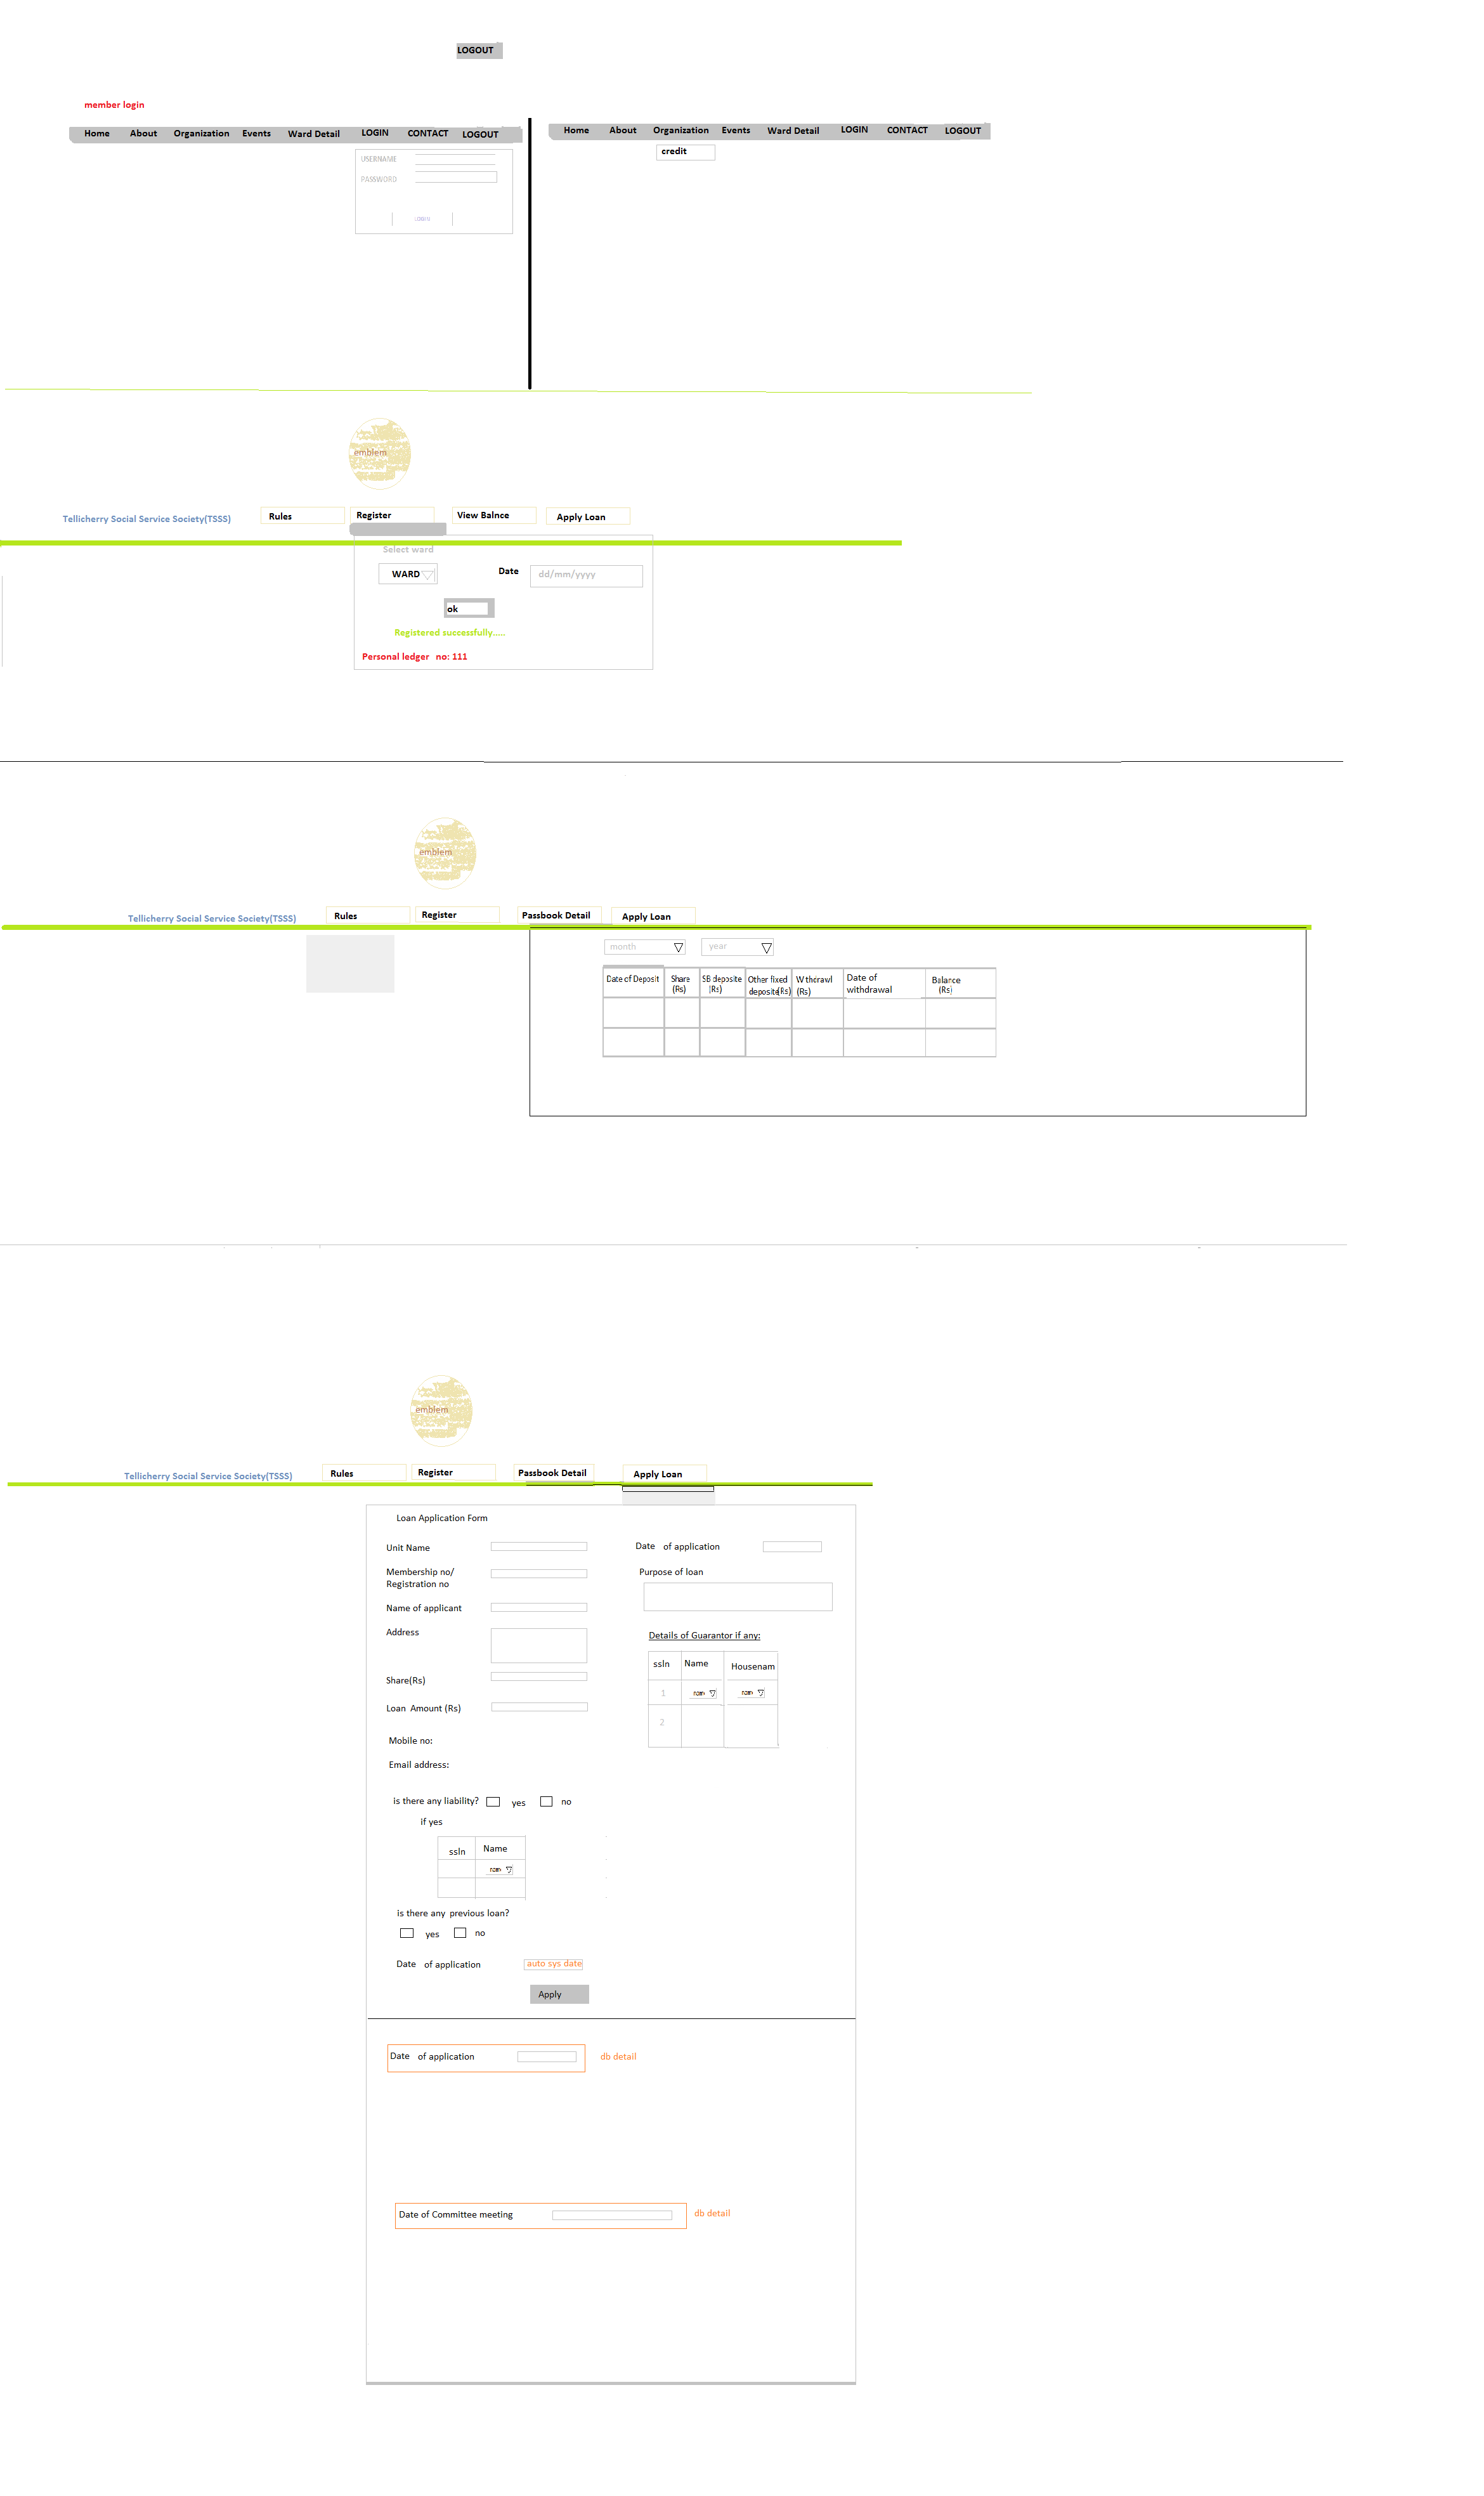 LOGOUT
member login
Home About Organization Events Ward Detail LOGIN CONTACT LOGOUT
USERNAME
PASSWORD
LOGIN
Home About Organization Events Ward Detail LOGIN CONTACT LOGOUT
credit
emblem
Tellicherry Social Service Society(TSSS) Rules Register View Balnce Apply Loan
Select ward
WARD Date dd/mm/yyyy
ok
Registered successfully.....
Personal ledger no: 111
emblem
Tellicherry Social Service Society(TSSS) Rules Register Passbook Detail Apply Loan
month year
Date of Deposit Share SB deposite Other fixed Withdrawl Date of Balance
(Rs) (Rs) deposite(Rs) (Rs) withdrawal (Rs)
emblem
Tellicherry Social Service Society(TSSS) Rules Register Passbook Detail Apply Loan
Loan Application Form
Unit Name
Membership no/
Registration no
Name of applicant
Address
Share(Rs)
Loan Amount (Rs)
Mobile no:
Email address:
Date of application
Purpose of loan
Details of Guarantor if any:
ssln Name Housenam
1
2
is there any liability? yes no
if yes
ssln Name
is there any previous loan?
yes no
Date of application auto sys date
Apply
Date of application db detail
Date of Committee meeting db detail